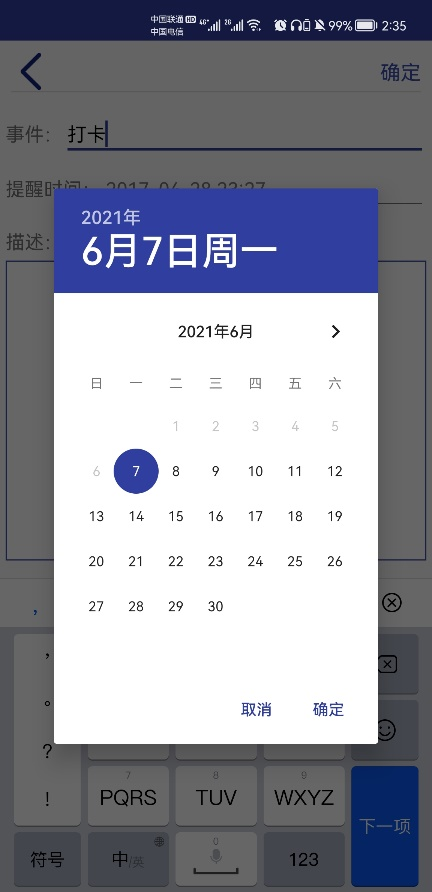 中国联通 HD 4G+ 2G 99% 2:35
中国电信
确定
事件： 打卡
提醒时间： 2017-04-28 23:27
描述：
2021年
6月7日周一
2021年6月
日 一 二 三 四 五 六
1 2 3 4 5
6 7 8 9 10 11 12
13 14 15 16 17 18 19
20 21 22 23 24 25 26
27 28 29 30
取消 确定
，
，
。
?
!
7 8 9
PQRS TUV WXYZ
下一项
符号 中/英 0 123